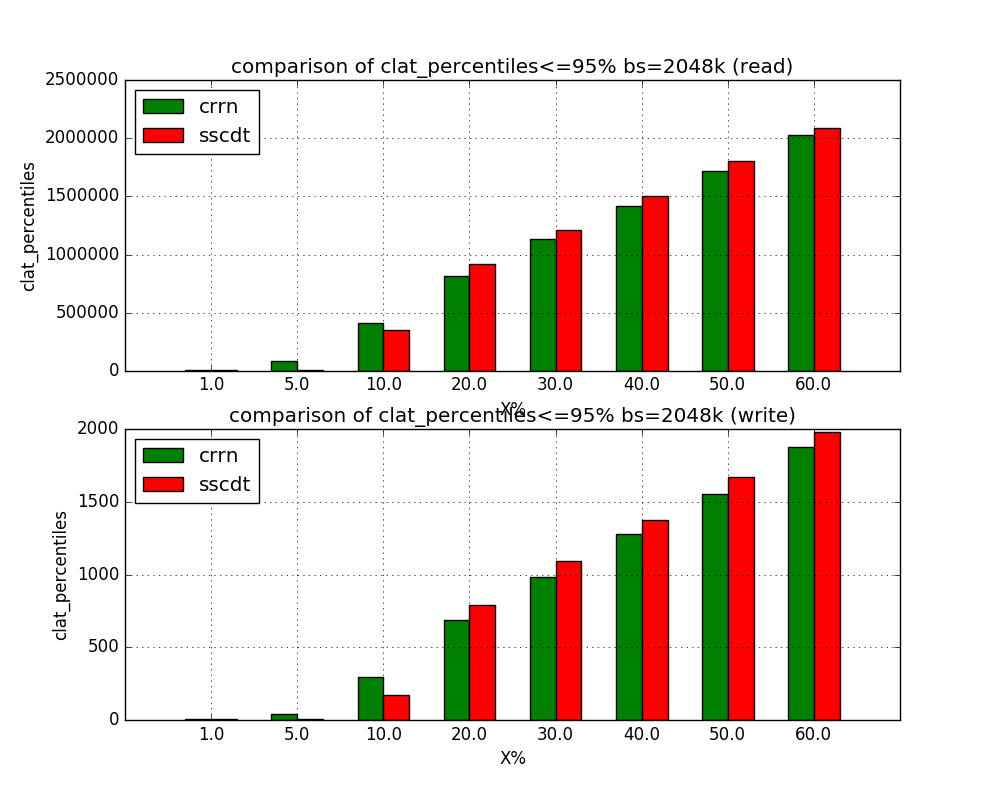 comparison of clat_percentiles<=95% bs=2048k (read)
2500000
2000000
1500000
1000000
500000
0
clat_percentiles
crrn
sscdt
1.0 5.0 10.0 20.0 30.0 40.0 50.0 60.0
X%
comparison of clat_percentiles<=95% bs=2048k (write)
2000
1500
1000
500
0
clat_percentiles
crrn
sscdt
1.0 5.0 10.0 20.0 30.0 40.0 50.0 60.0
X%